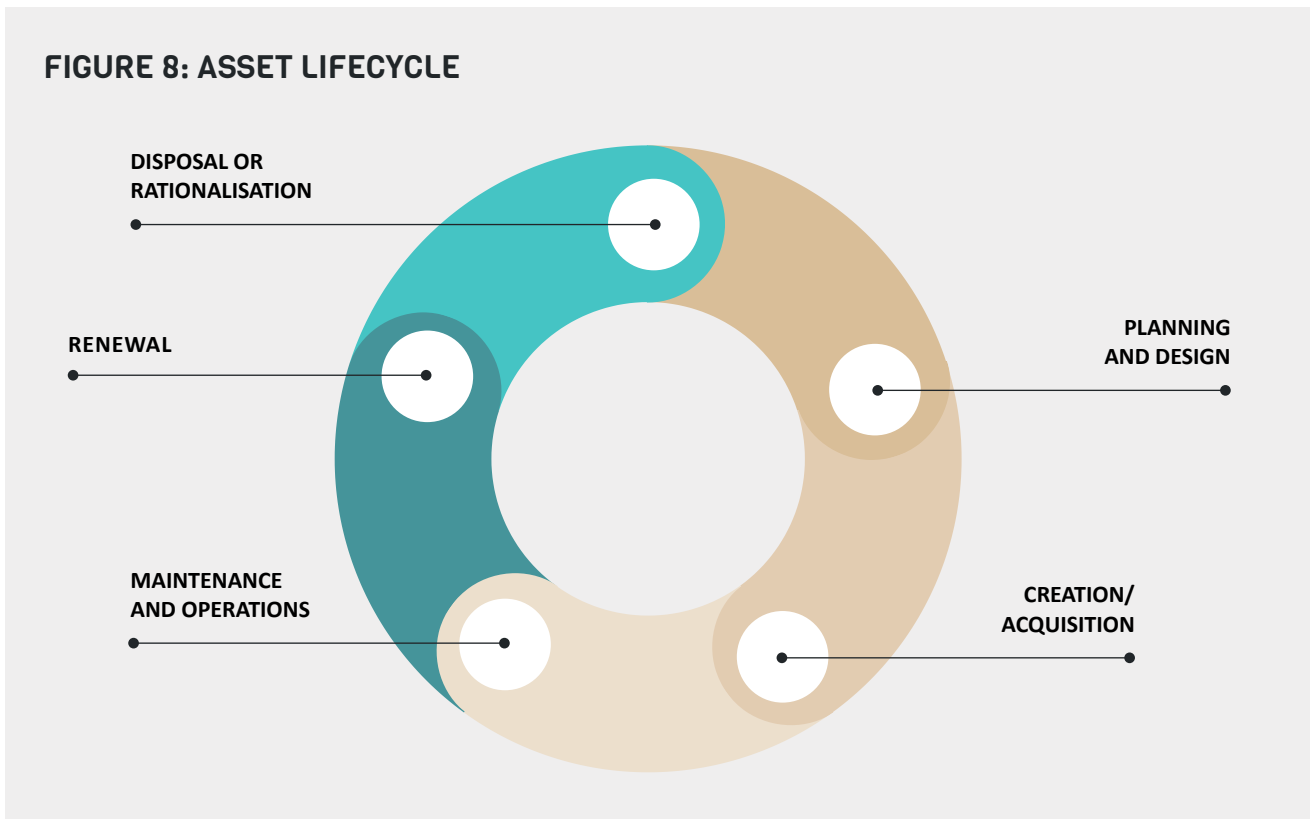 FIGURE 8: ASSET LIFECYCLE
DISPOSAL OR
RATIONALISATION
RENEWAL
PLANNING
AND DESIGN
MAINTENANCE
AND OPERATIONS
CREATION/
ACQUISITION